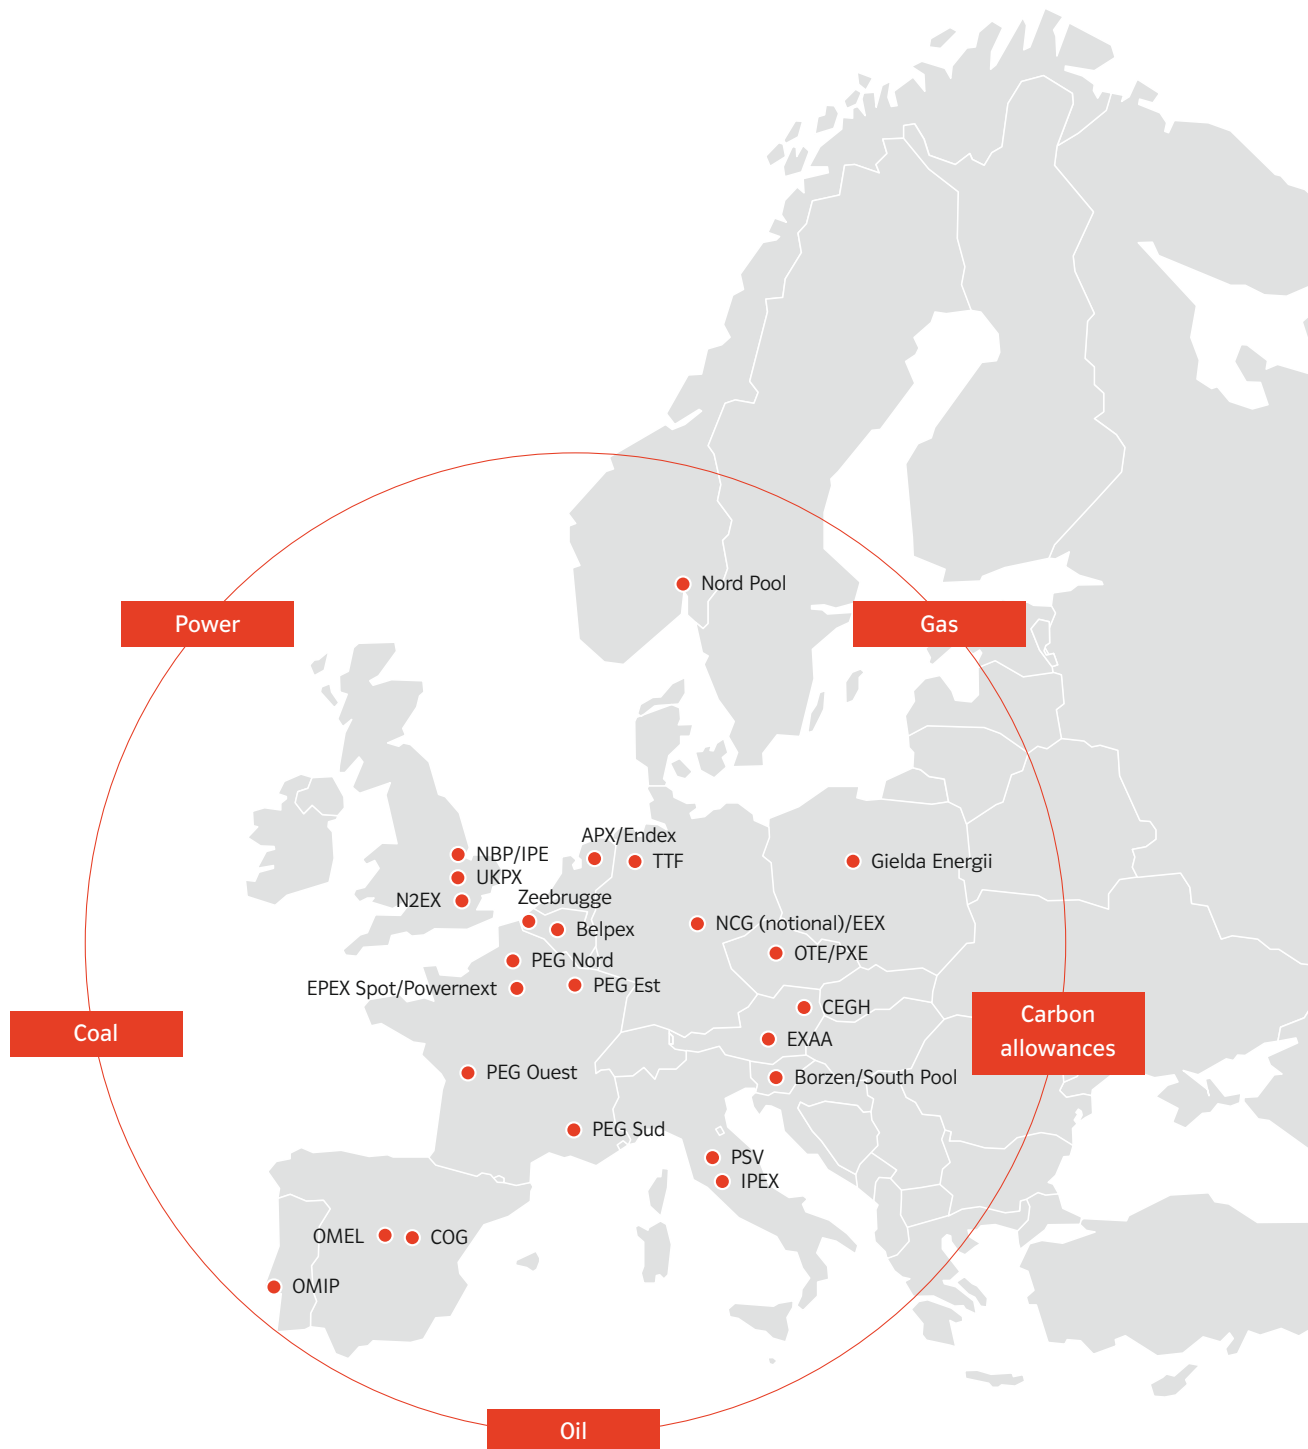 Nord Pool
Power
Gas
APX/Endex
NBP/IPE
TTF
Gielda Energii
UKPX
N2EX
Zeebrugge
Belpex
NCG (notional)/EEX
OTE/PXE
PEG Nord
EPEX Spot/Powernext
PEG Est
CEGH
Coal
Carbon
allowances
EXAA
PEG Ouest
Borzen/South Pool
PEG Sud
PSV
IPEX
OMEL
COG
OMIP
Oil